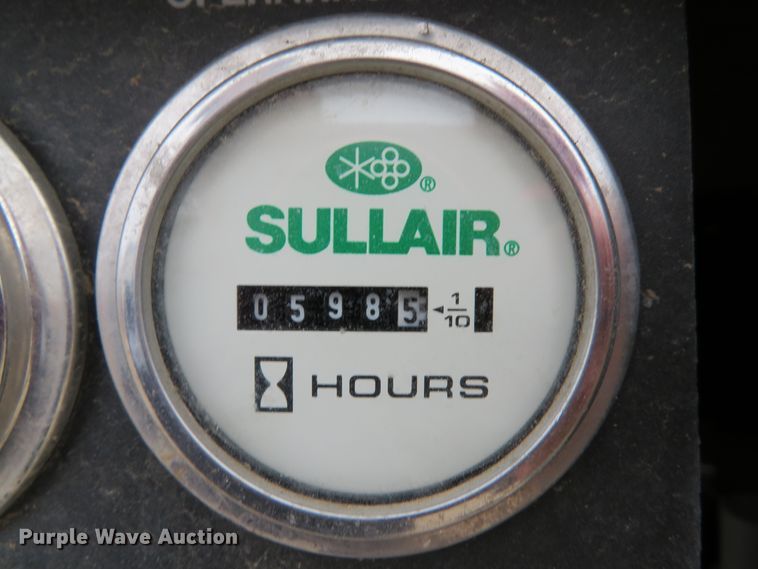 ®
SULLAIR®
05985 ◄ 1/10
HOURS
Purple Wave Auction